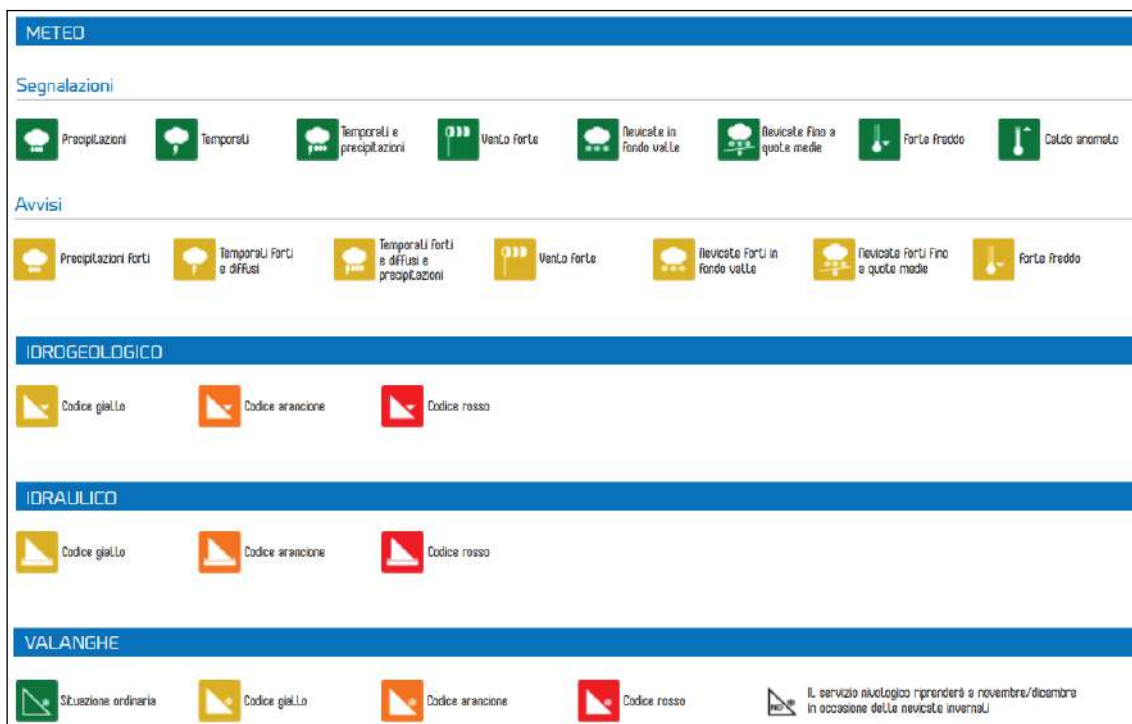 METEO
Segnalazioni
Precipitazioni
Temporali
Temporali e
precipitazioni
Vento forte
Nevicate in
fondo valle
Nevicate fino a
quote medie
Forte freddo
Caldo anomalo
Avvisi
Precipitazioni forti
Temporali forti
e diffusi
Temporali forti
e diffusi e
precipitazioni
Vento forte
Nevicate forti in
fondo valle
Nevicate forti fino
a quote medie
Forte freddo
IDROGEOLOGICO
Codice giallo
Codice arancione
Codice rosso
IDRAULICO
Codice giallo
Codice arancione
Codice rosso
VALANGHE
Situazione ordinaria
Codice giallo
Codice arancione
Codice rosso
NO
IL servizio nivologico riprenderà a novembre/dicembre
in occasione delle nevicate invernali